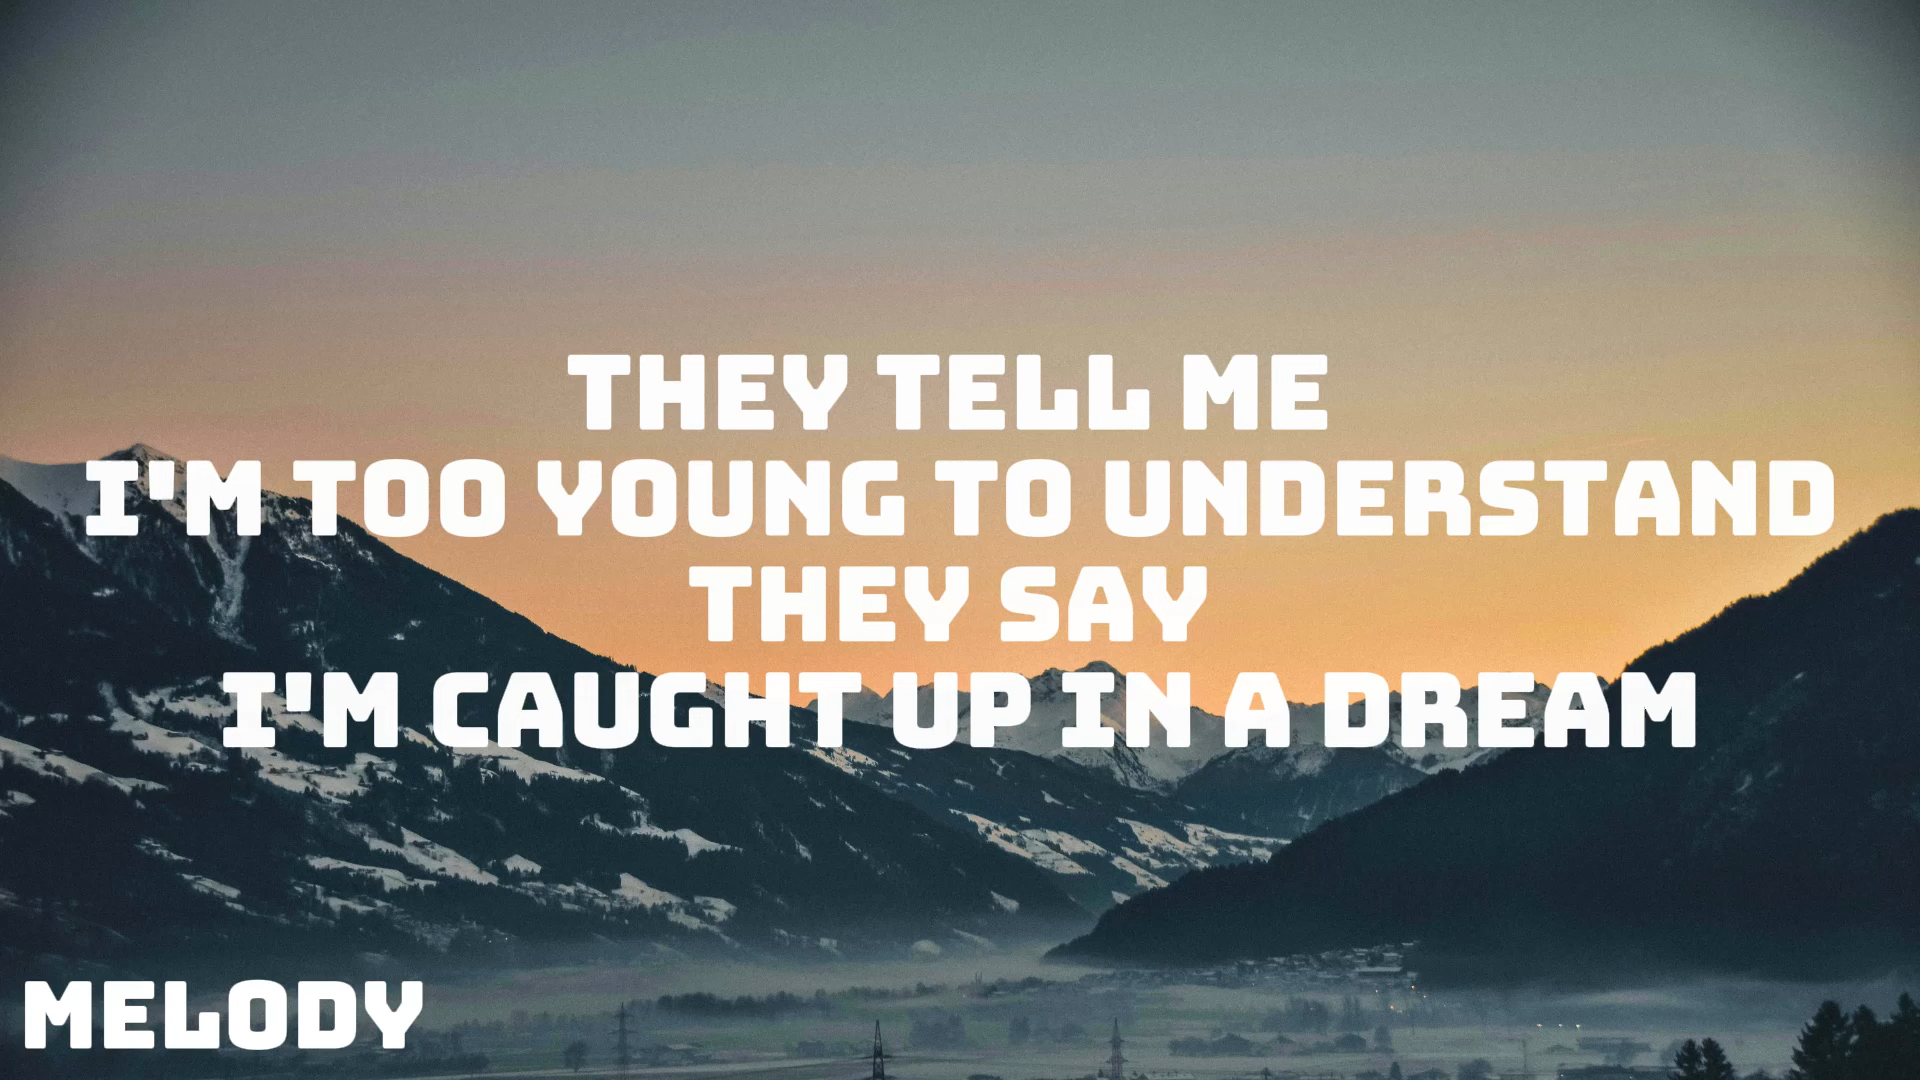 THEY TELL ME
I'M TOO YOUNG TO UNDERSTAND
THEY SAY
I'M CAUGHT UP IN A DREAM
MELODY